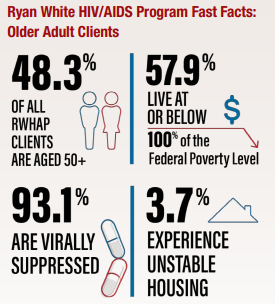 Ryan White HIV/AIDS Program Fast Facts:
Older Adult Clients
48.3%
OF ALL
RWHAP
CLIENTS
ARE AGED 50+
57.9%
LIVE AT
OR BELOW
$
100% of the
Federal Poverty Level
93.1%
ARE VIRALLY
SUPPRESSED
3.7%
EXPERIENCE
UNSTABLE
HOUSING